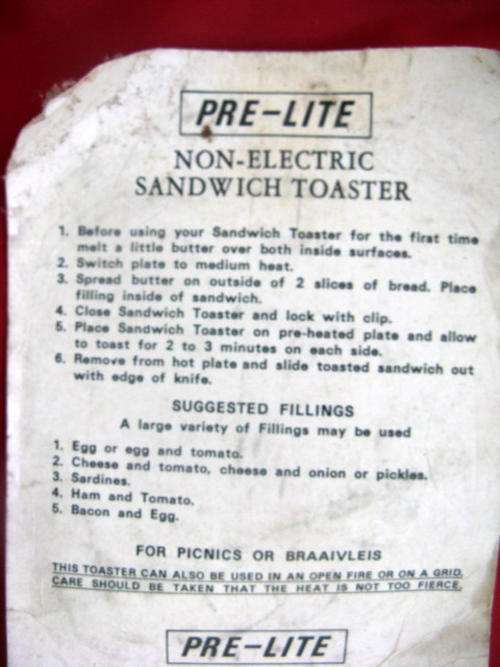 PRE-LITE
NON-ELECTRIC
SANDWICH TOASTER
1. Before using your Sandwich Toaster for the first time
melt a little butter over both inside surfaces.
2. Switch plate to medium heat.
3. Spread butter on outside of 2 slices of bread. Place
filling inside of sandwich.
4. Close Sandwich Toaster and lock with clip.
5. Place Sandwich Toaster on pre-heated plate and allow
to toast for 2 to 3 minutes on each side.
6. Remove from hot plate and slide toasted sandwich out
with edge of knife.
SUGGESTED FILLINGS
A large variety of Fillings may be used
1. Egg or egg and tomato.
2. Cheese and tomato, cheese and onion or pickles.
3. Sardines.
4. Ham and Tomato.
5. Bacon and Egg.
FOR PICNICS OR BRAAIVLEIS
THIS TOASTER CAN ALSO BE USED IN AN OPEN FIRE OR ON A GRID.
CARE SHOULD BE TAKEN THAT THE HEAT IS NOT TOO FIERCE.
PRE-LITE